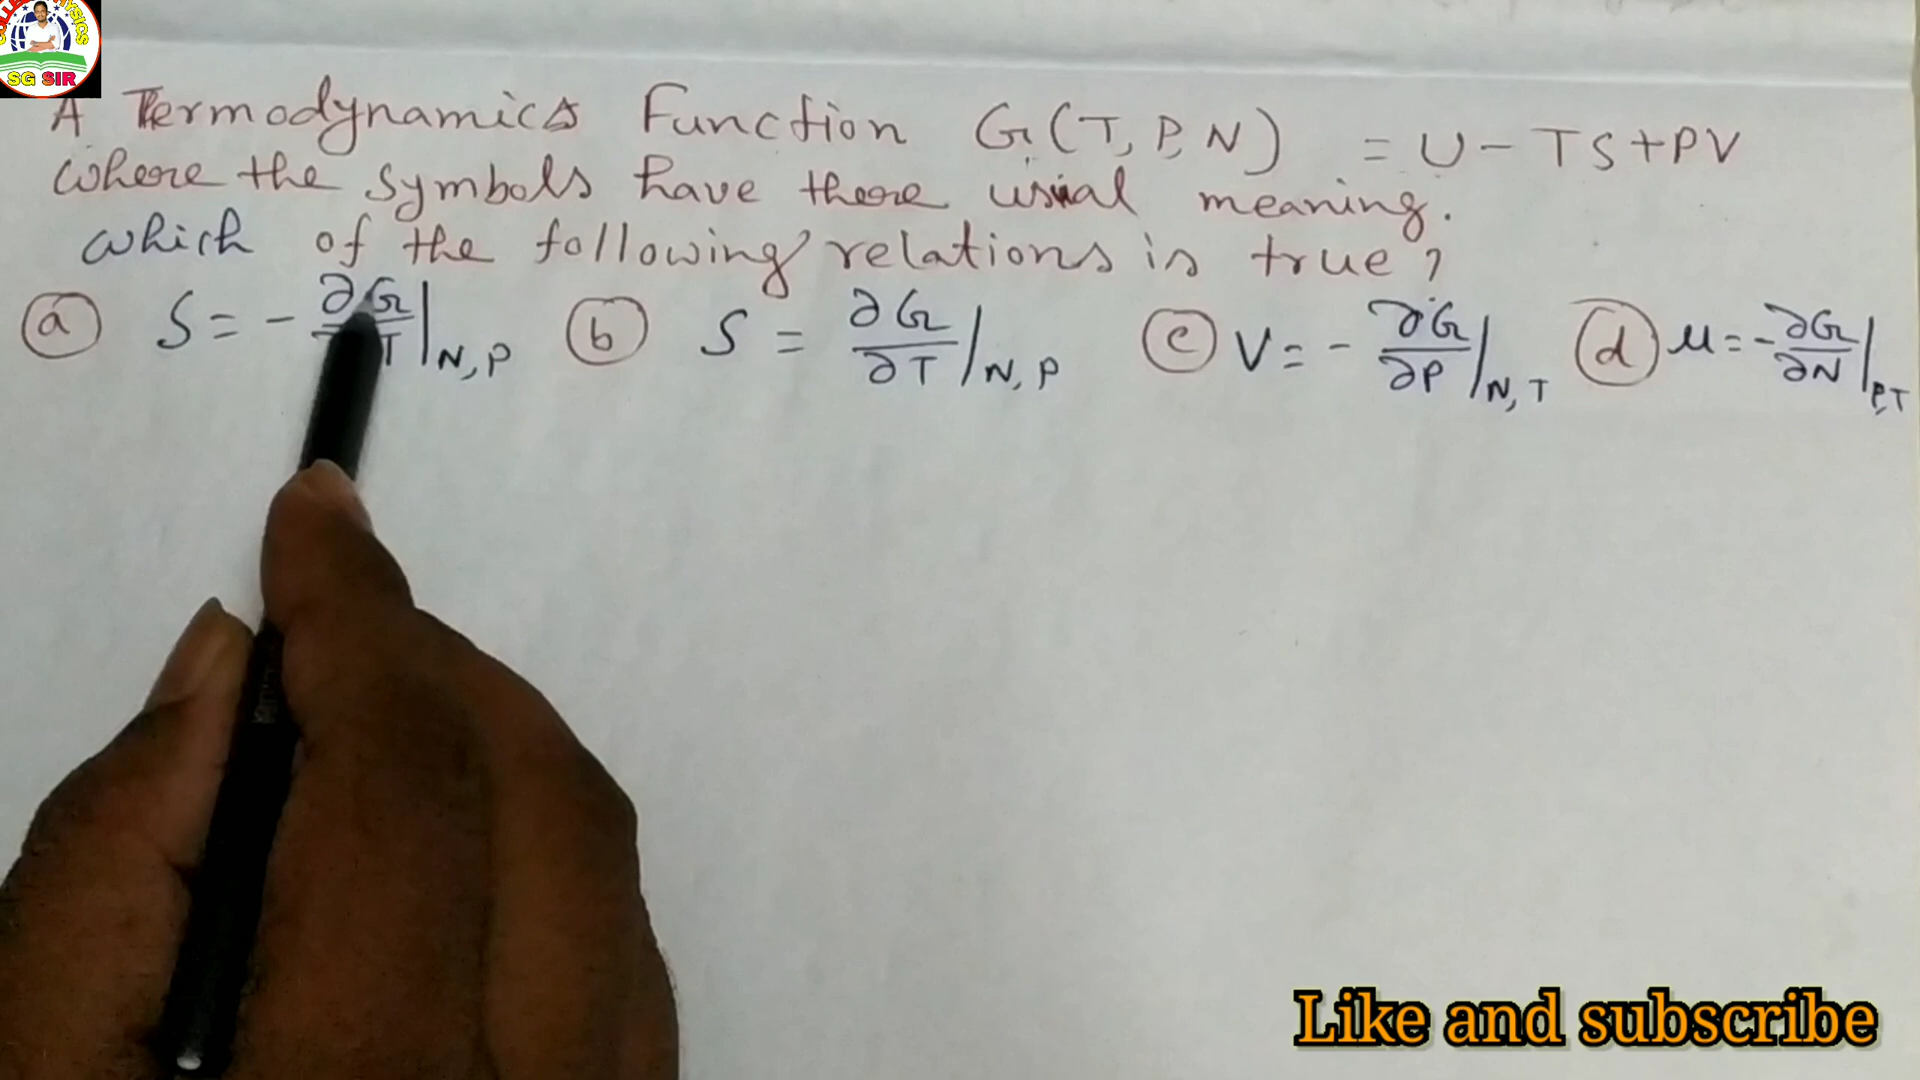 SG SIR
A Termodynamics Function G(T, P, N) = U - TS + PV
where the symbols have there usual meaning.
which of the following relations is true?
(a) S = - ∂G/∂T|N,P (b) S = ∂G/∂T|N,P (c) V = - ∂G/∂P|N,T (d) μ = - ∂G/∂N|P,T
Like and subscribe